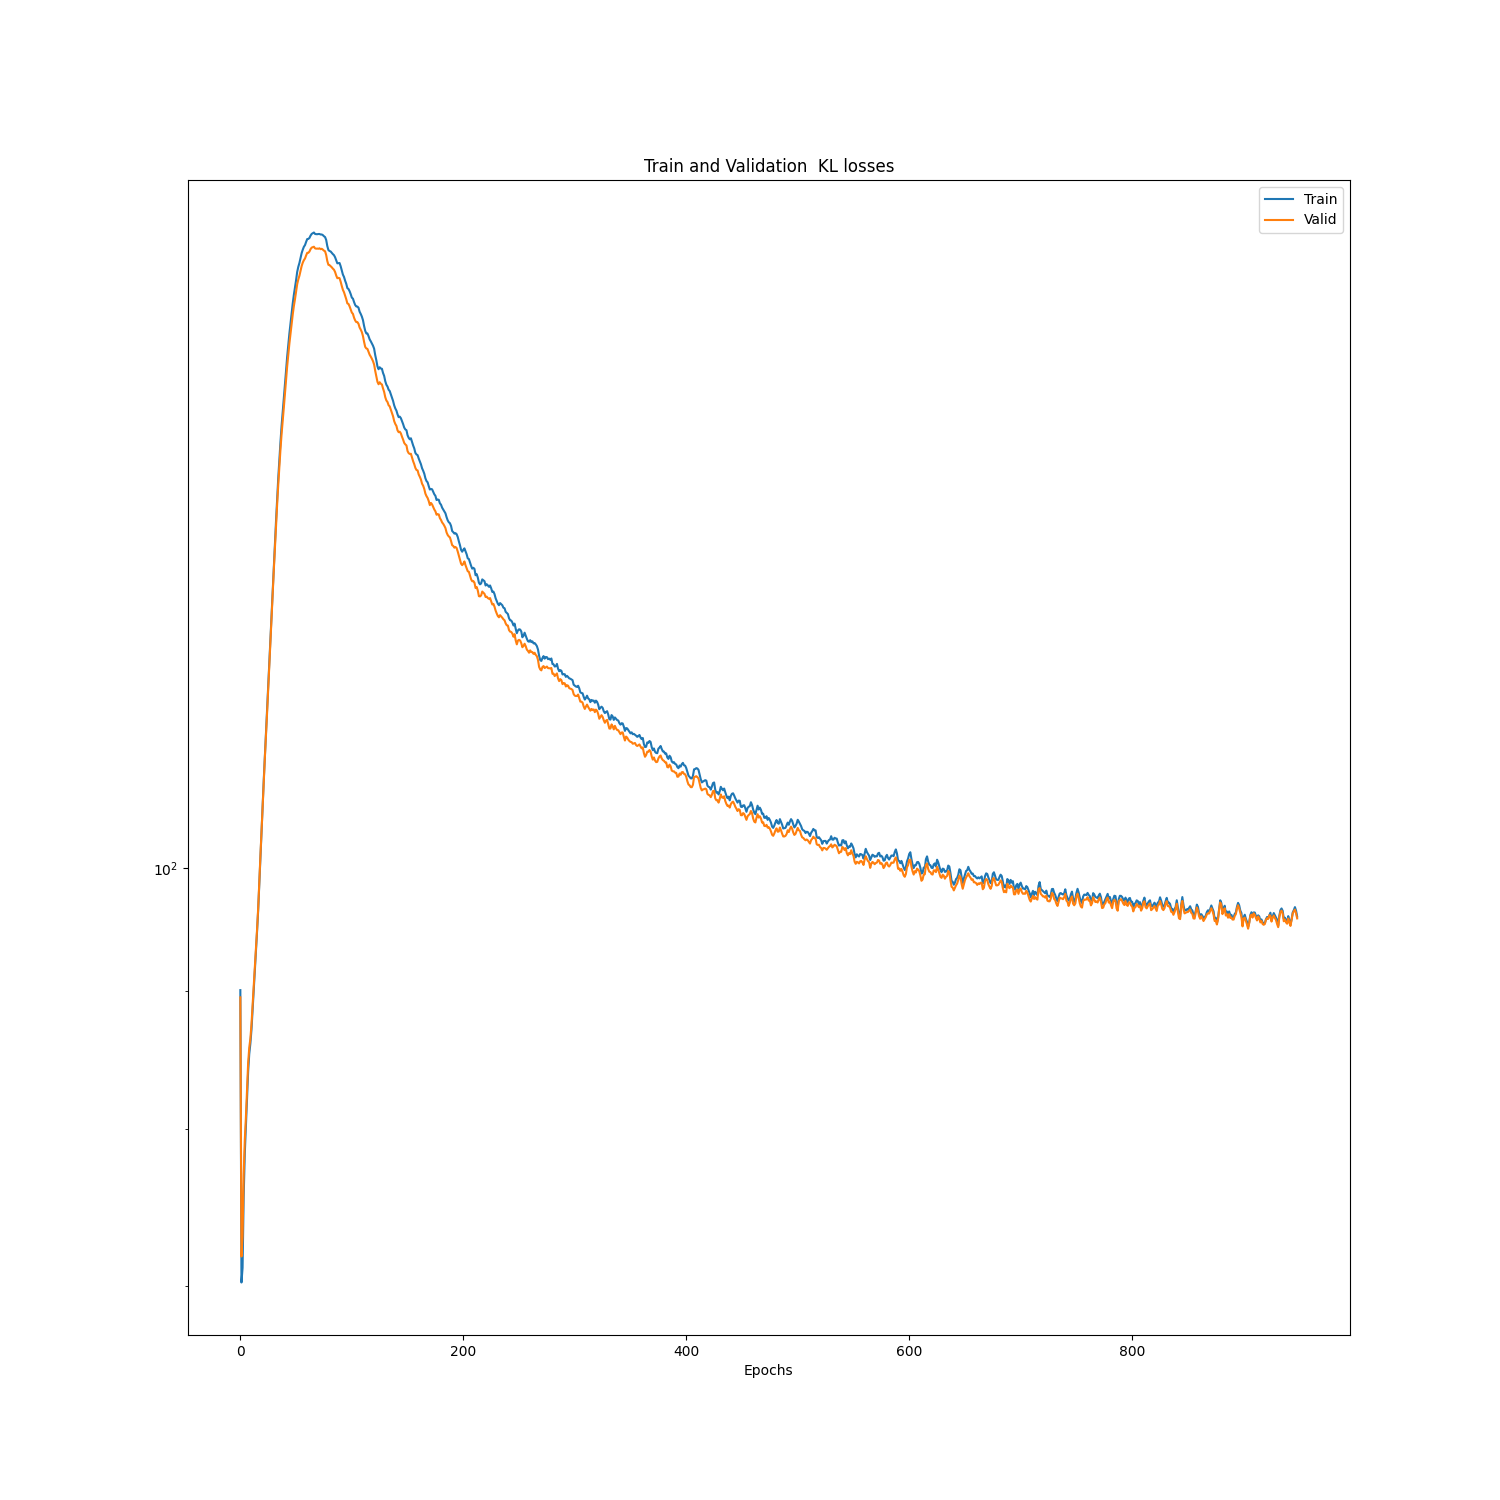 Train and Validation  KL losses
Train
Valid
10²
0 200 400 600 800
Epochs